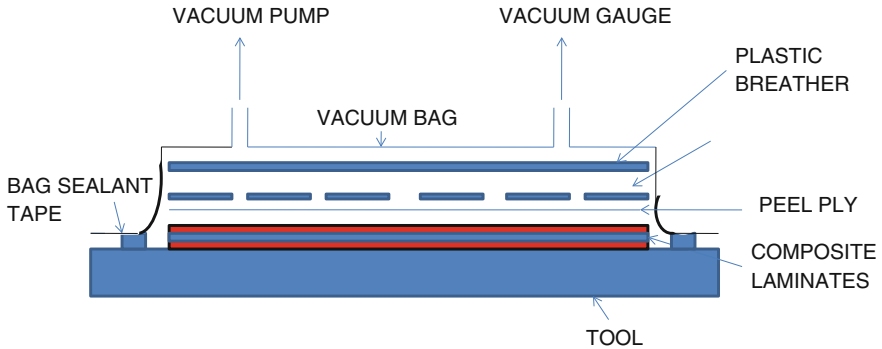 VACUUM PUMP
VACUUM GAUGE
PLASTIC
BREATHER
VACUUM BAG
BAG SEALANT
TAPE
PEEL PLY
COMPOSITE
LAMINATES
TOOL